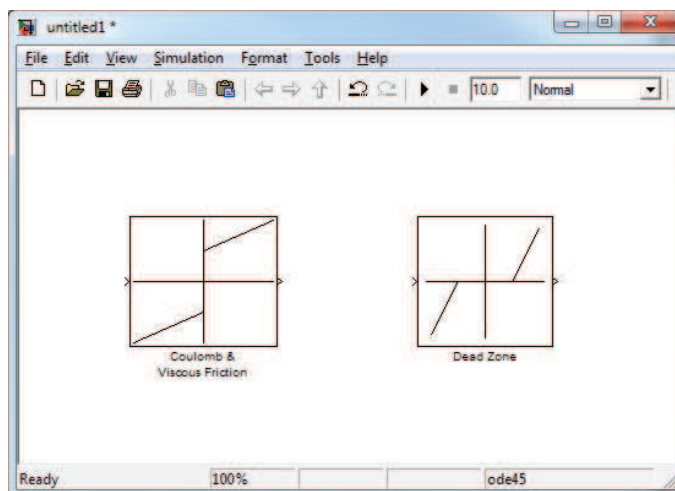 untitled1 *
File Edit View Simulation Format Tools Help
10.0 Normal
Coulomb &
Viscous Friction
Dead Zone
Ready 100% ode45